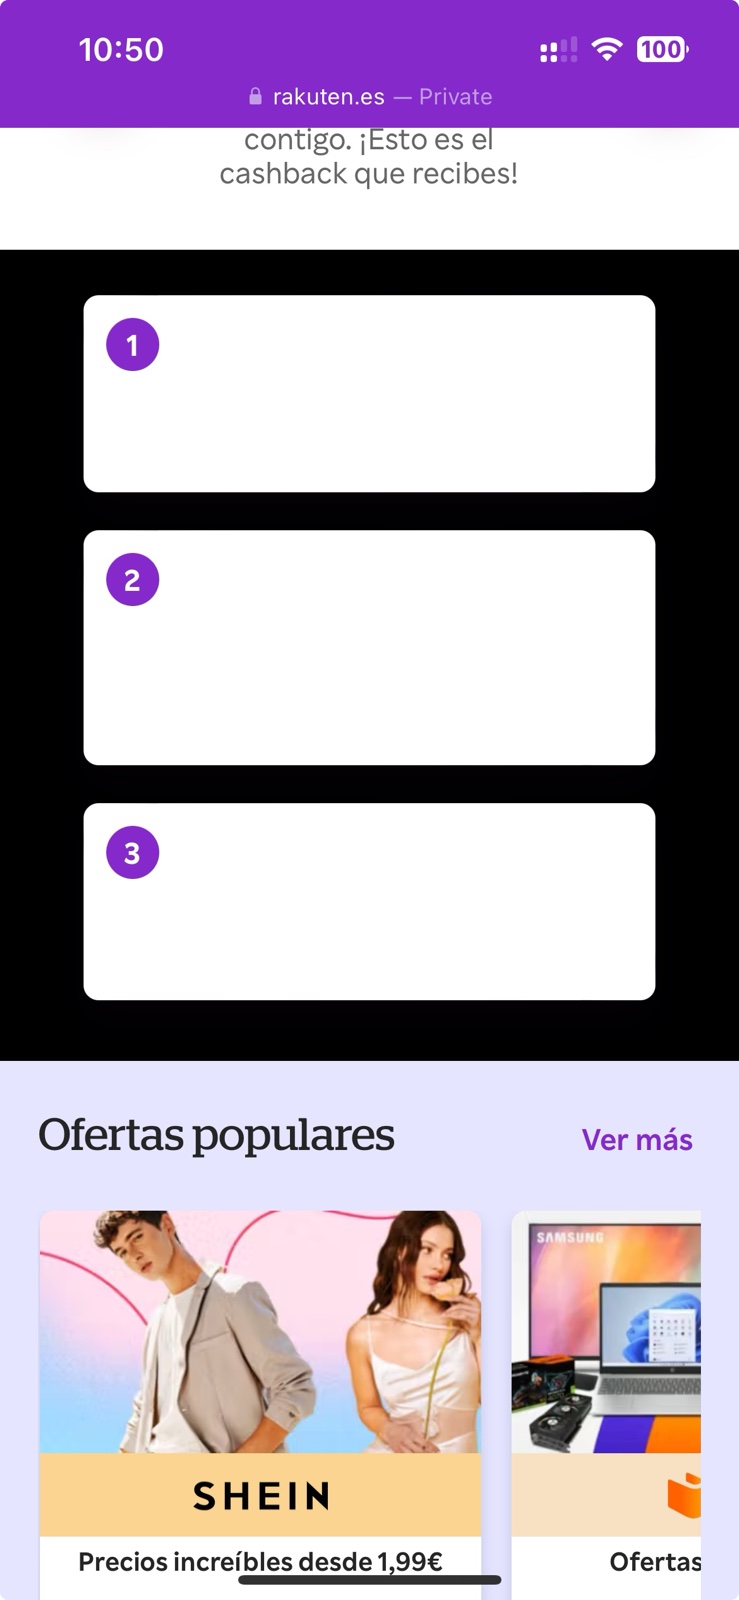 10:50
100
rakuten.es — Private
contigo. ¡Esto es el
cashback que recibes!
1
2
3
Ofertas populares
Ver más
SAMSUNG
SHEIN
Precios increíbles desde 1,99€
Ofertas